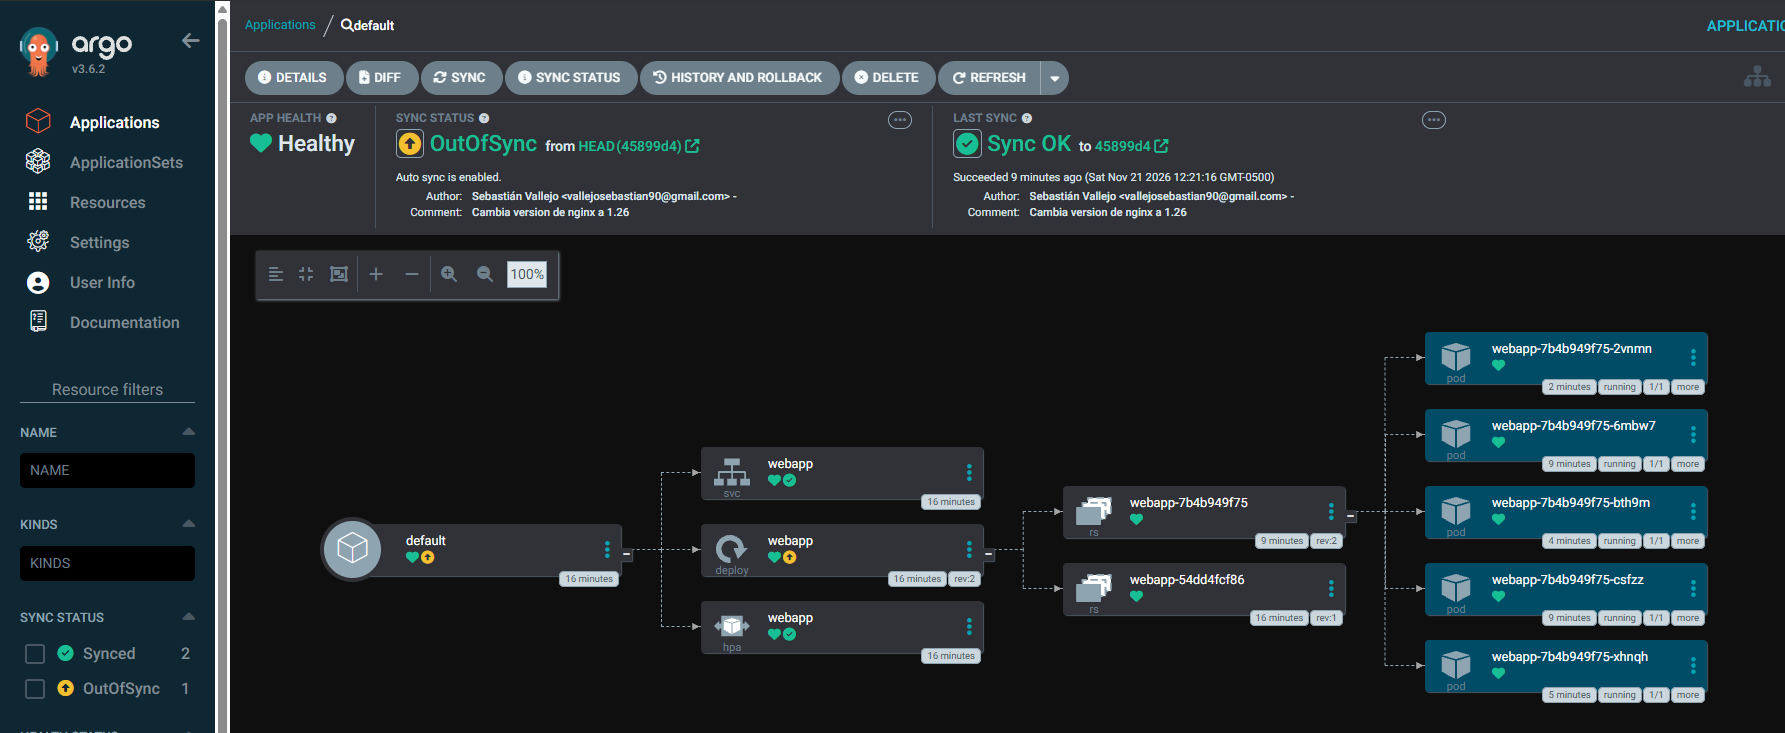 argo
v3.6.2
Applications
ApplicationSets
Resources
Settings
User Info
Documentation
Resource filters
NAME
NAME
KINDS
KINDS
SYNC STATUS
Synced 2
OutOfSync 1
Applications / default
APPLICATIO
DETAILS DIFF SYNC SYNC STATUS HISTORY AND ROLLBACK DELETE REFRESH
APP HEALTH
Healthy
SYNC STATUS
OutOfSync from HEAD (45899d4)
Auto sync is enabled.
Author: Sebastián Vallejo <vallejosebastian90@gmail.com> -
Comment: Cambia version de nginx a 1.26
LAST SYNC
Sync OK to 45899d4
Succeeded 9 minutes ago (Sat Nov 21 2026 12:21:16 GMT-0500)
Author: Sebastián Vallejo <vallejosebastian90@gmail.com> -
Comment: Cambia version de nginx a 1.26
100%
default
16 minutes
webapp
svc
16 minutes
webapp
deploy
16 minutes rev:2
webapp
hpa
16 minutes
webapp-7b4b949f75
rs
9 minutes rev:2
webapp-54dd4fcf86
rs
16 minutes rev:1
webapp-7b4b949f75-2vnmn
pod
2 minutes running 1/1 more
webapp-7b4b949f75-6mbw7
pod
9 minutes running 1/1 more
webapp-7b4b949f75-bth9m
pod
4 minutes running 1/1 more
webapp-7b4b949f75-csfzz
pod
9 minutes running 1/1 more
webapp-7b4b949f75-xhnqh
pod
5 minutes running 1/1 more